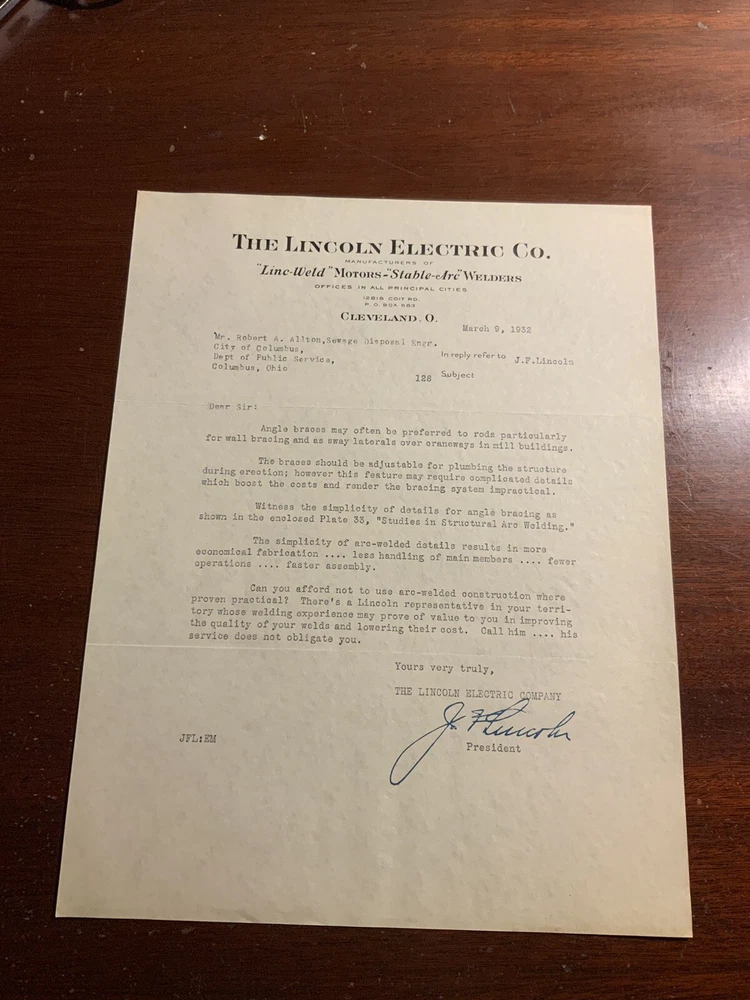 THE LINCOLN ELECTRIC CO.
MANUFACTURERS OF
"Linc-Weld" MOTORS - "Stable-Arc" WELDERS
OFFICES IN ALL PRINCIPAL CITIES
12818 COIT RD.
P.O. BOX 683
CLEVELAND, O.
March 9, 1932
Mr. Robert A. Allton, Sewage Disposal Engr.
City of Columbus,
Dept of Public Service,
Columbus, Ohio
In reply refer to J.F.Lincoln
128 Subject
Dear Sir:
Angle braces may often be preferred to rods particularly
for wall bracing and as sway laterals over craneways in mill buildings.
The braces should be adjustable for plumbing the structure
during erection; however this feature may require complicated details
which boost the costs and render the bracing system impractical.
Witness the simplicity of details for angle bracing as
shown in the enclosed Plate 33, "Studies in Structural Arc Welding."
The simplicity of arc-welded details results in more
economical fabrication .... less handling of main members .... fewer
operations .... faster assembly.
Can you afford not to use arc-welded construction where
proven practical? There's a Lincoln representative in your terri-
tory whose welding experience may prove of value to you in improving
the quality of your welds and lowering their cost. Call him .... his
service does not obligate you.
Yours very truly,
THE LINCOLN ELECTRIC COMPANY
J. F. Lincoln
President
JFL:EM